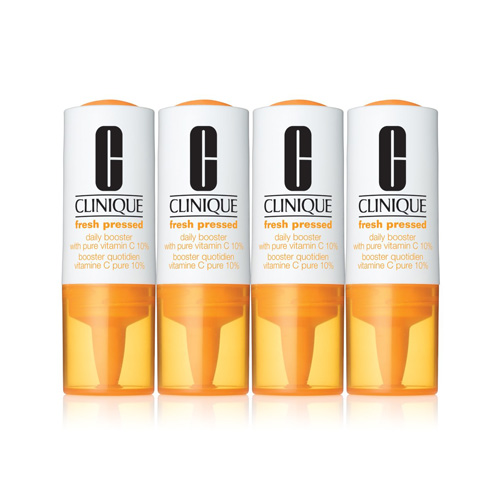 C
CLINIQUE
fresh pressed
daily booster
with pure vitamin C 10%
booster quotidien
vitamine C pure 10%
C
CLINIQUE
fresh pressed
daily booster
with pure vitamin C 10%
booster quotidien
vitamine C pure 10%
C
CLINIQUE
fresh pressed
daily booster
with pure vitamin C 10%
booster quotidien
vitamine C pure 10%
C
CLINIQUE
fresh pressed
daily booster
with pure vitamin C 10%
booster quotidien
vitamine C pure 10%